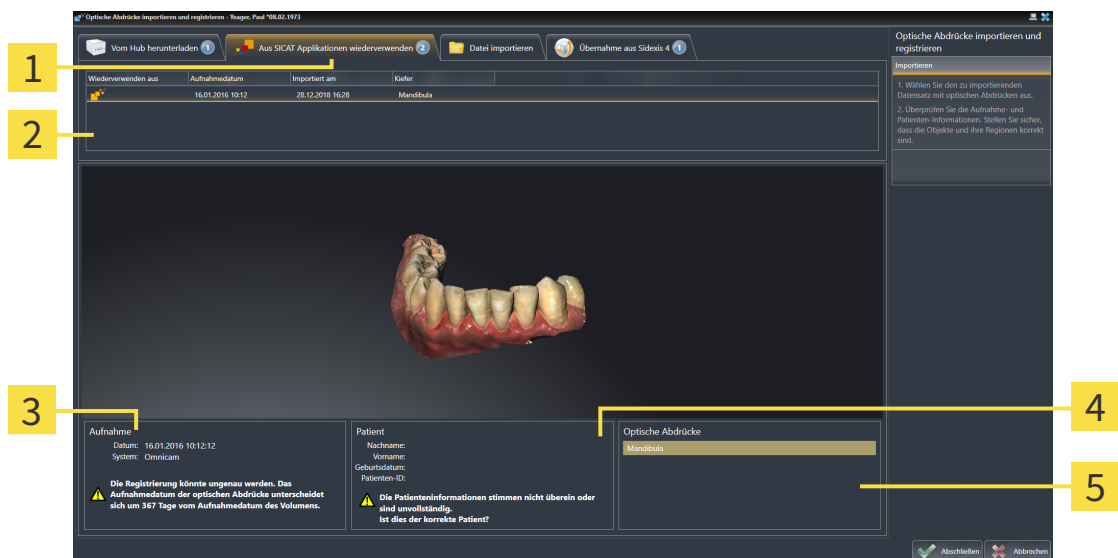 Optische Abdrücke importieren und registrieren - Yeager, Paul *08.02.1973
Vom Hub herunterladen 1
Aus SICAT Applikationen wiederverwenden 2
Datei importieren
Übernahme aus Sidexis 4 1
Wiederverwenden aus Aufnahmedatum Importiert am Kiefer
16.01.2016 10:12 28.12.2018 16:28 Mandibula
1
2
3
Aufnahme
Datum: 16.01.2016 10:12:12
System: Omnicam
Die Registrierung könnte ungenau werden. Das
Aufnahmedatum der optischen Abdrücke unterscheidet
sich um 367 Tage vom Aufnahmedatum des Volumens.
Patient
Nachname:
Vorname:
Geburtsdatum:
Patienten-ID:
Die Patienteninformationen stimmen nicht überein oder
sind unvollständig.
Ist dies der korrekte Patient?
Optische Abdrücke
Mandibula
4
5
Optische Abdrücke importieren und
registrieren
Importieren
1. Wählen Sie den zu importierenden
Datensatz mit optischen Abdrücken aus.
2. Überprüfen Sie die Aufnahme- und
Patienten-Informationen. Stellen Sie sicher,
dass die Objekte und ihre Regionen korrekt
sind.
Abschließen
Abbrechen